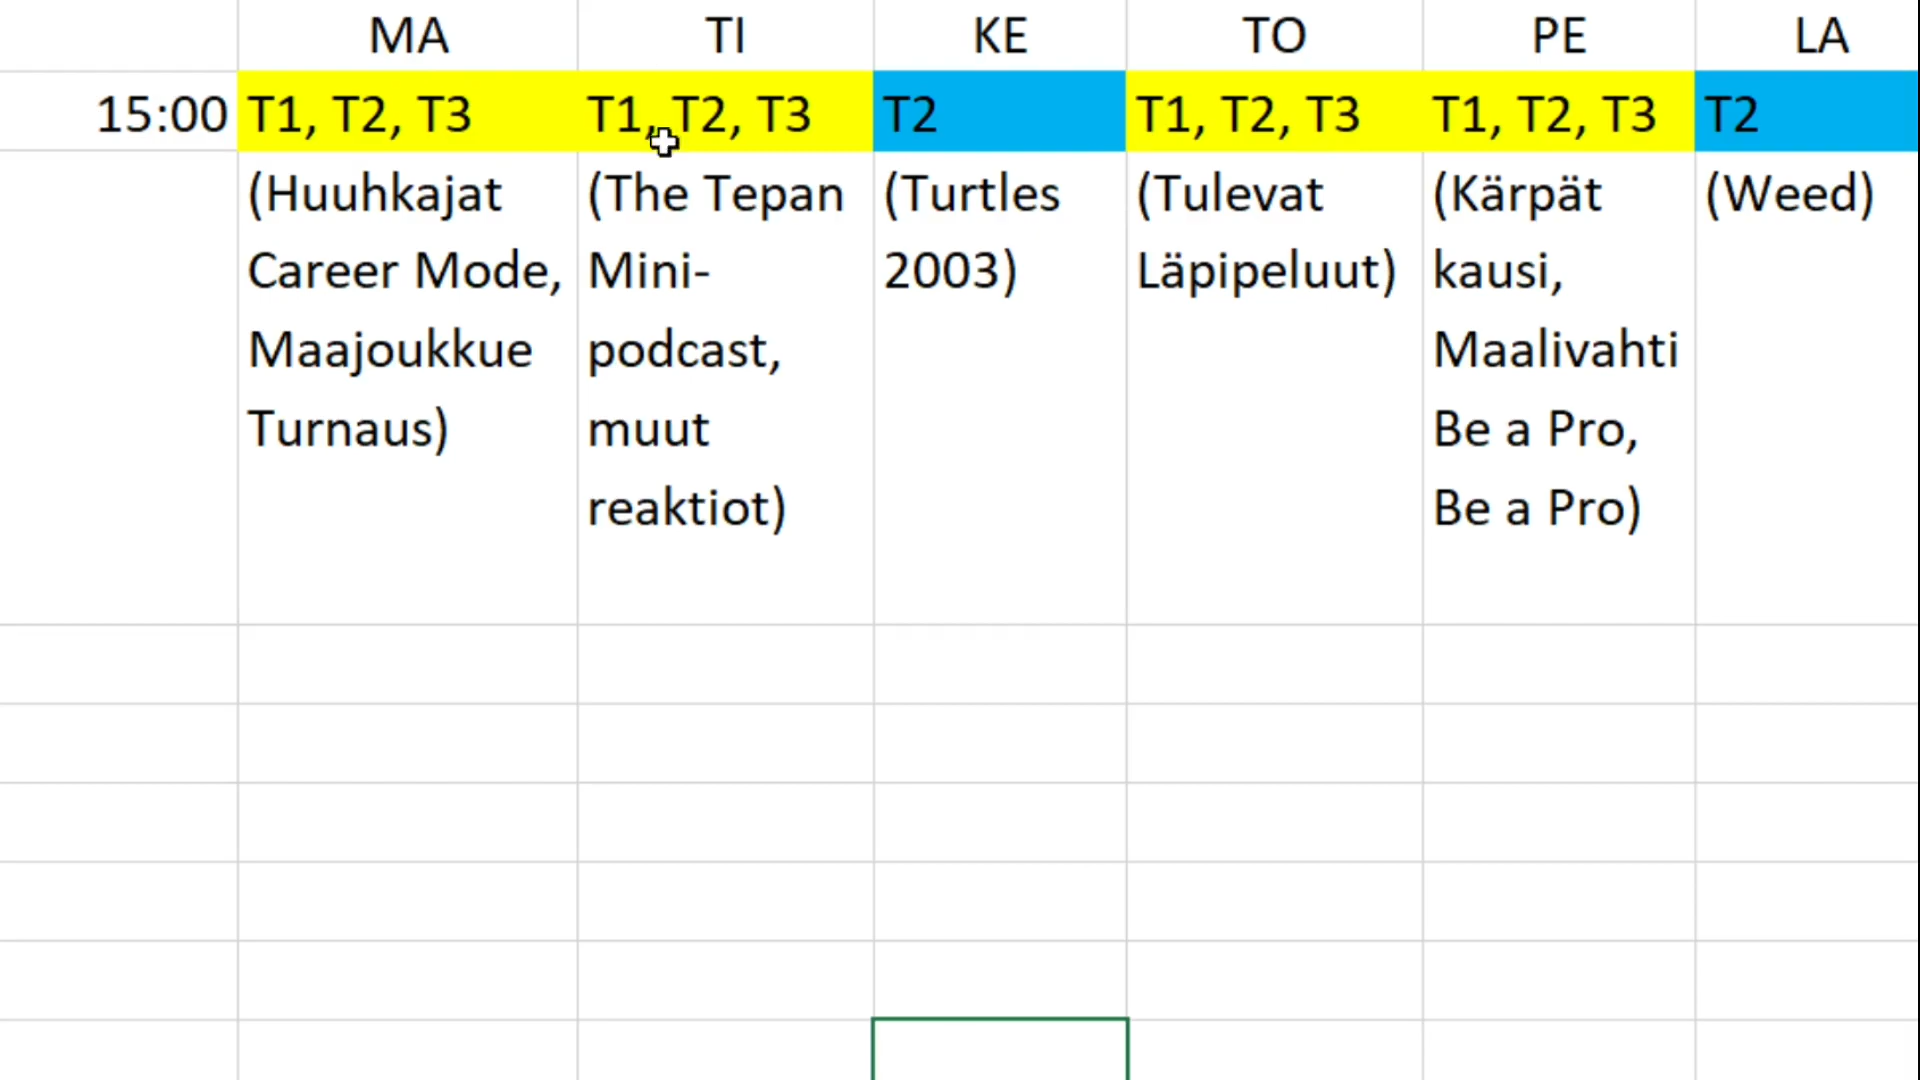 MA TI KE TO PE LA
15:00 T1, T2, T3 T1, T2, T3 T2 T1, T2, T3 T1, T2, T3 T2
(Huuhkajat
Career Mode,
Maajoukkue
Turnaus)
(The Tepan
Mini-
podcast,
muut
reaktiot)
(Turtles
2003)
(Tulevat
Läpipeluut)
(Kärpät
kausi,
Maalivahti
Be a Pro,
Be a Pro)
(Weed)